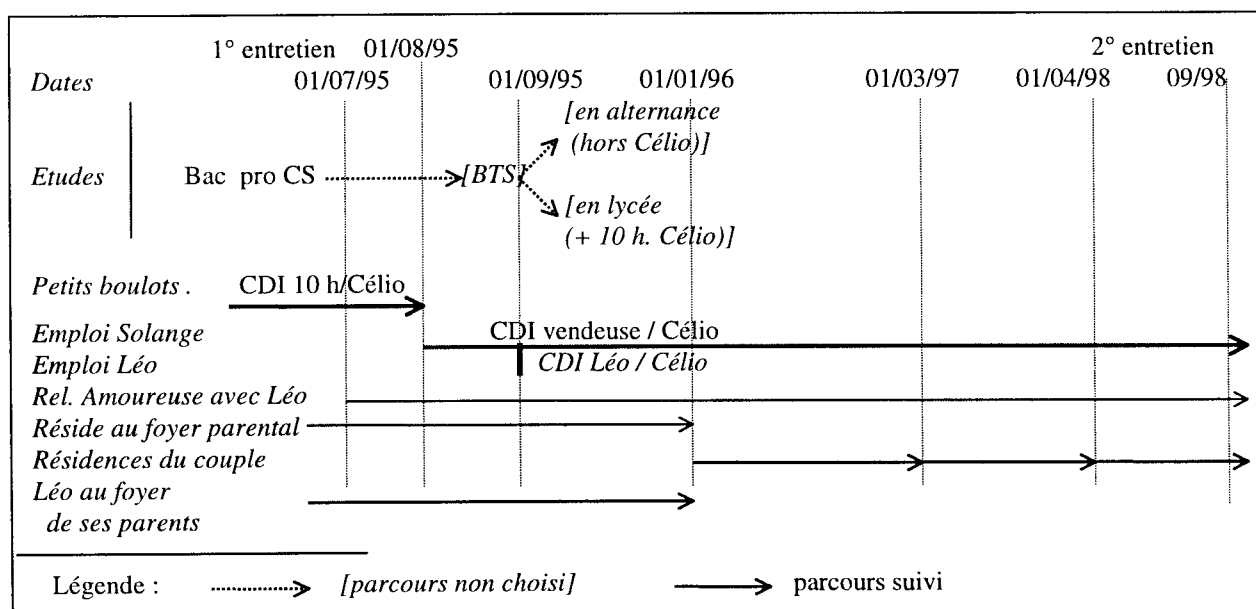 1° entretien 01/08/95 2° entretien
Dates 01/07/95 01/09/95 01/01/96 01/03/97 01/04/98 09/98
[en alternance
(hors Célio)]
Etudes Bac pro CS [BTS]
[en lycée
(+ 10 h. Célio)]
Petits boulots . CDI 10 h/Célio
Emploi Solange CDI vendeuse / Célio
Emploi Léo CDI Léo / Célio
Rel. Amoureuse avec Léo
Réside au foyer parental
Résidences du couple
Léo au foyer
de ses parents
Légende : [parcours non choisi] parcours suivi